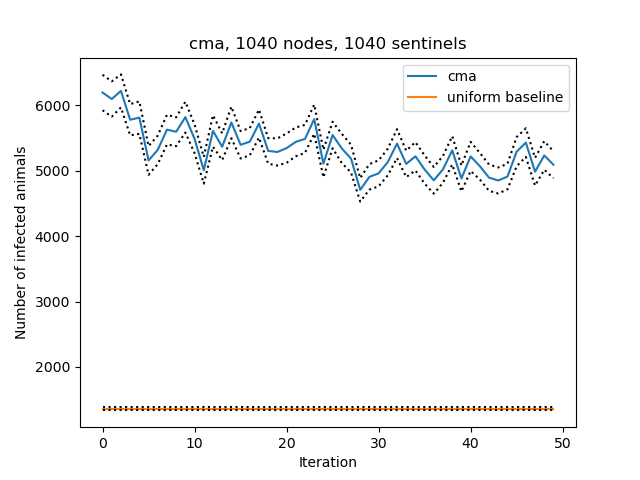 cma, 1040 nodes, 1040 sentinels
cma
uniform baseline
Number of infected animals
6000
5000
4000
3000
2000
0
10
20
30
40
50
Iteration